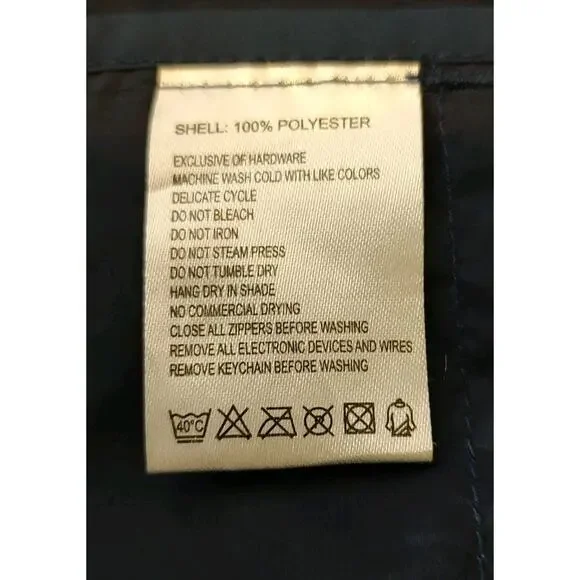 SHELL: 100% POLYESTER
EXCLUSIVE OF HARDWARE
MACHINE WASH COLD WITH LIKE COLORS
DELICATE CYCLE
DO NOT BLEACH
DO NOT IRON
DO NOT STEAM PRESS
DO NOT TUMBLE DRY
HANG DRY IN SHADE
NO COMMERCIAL DRYING
CLOSE ALL ZIPPERS BEFORE WASHING
REMOVE ALL ELECTRONIC DEVICES AND WIRES
REMOVE KEYCHAIN BEFORE WASHING
40°C